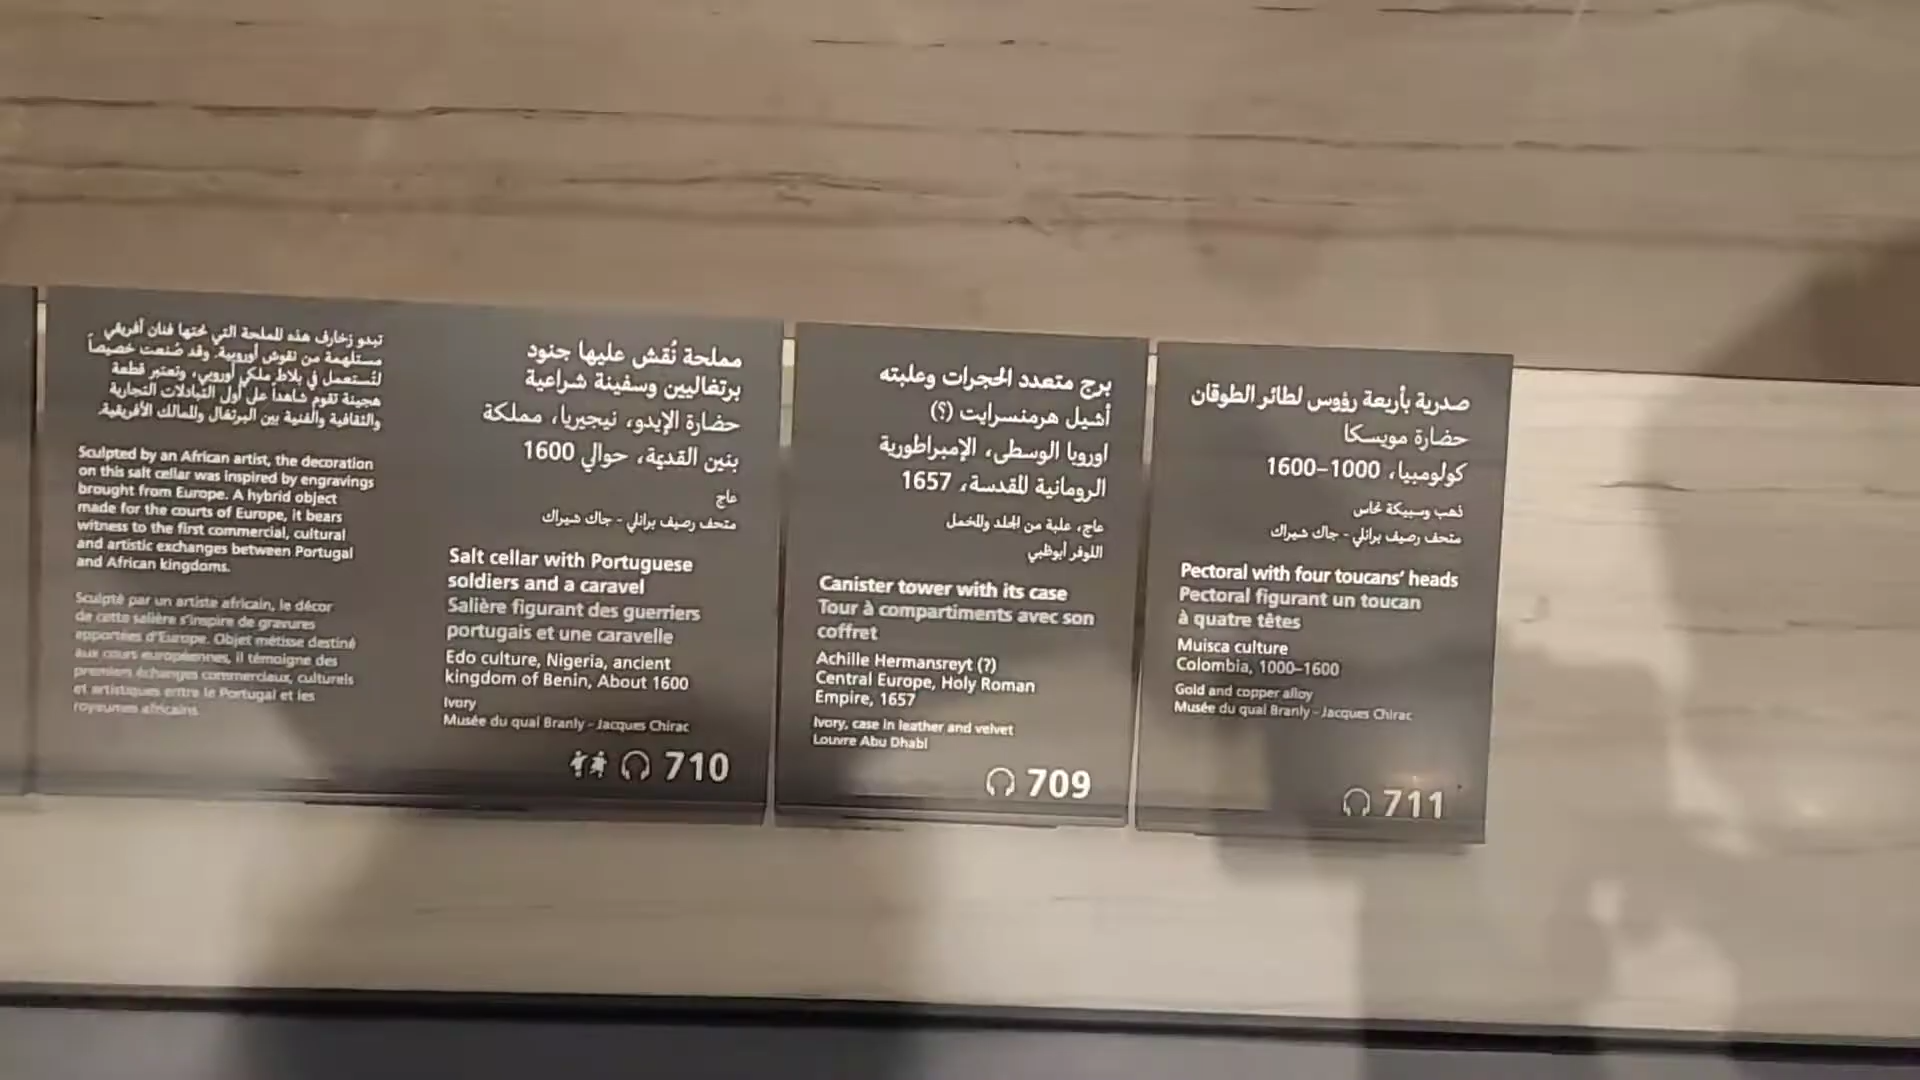 تبدو زخارف هذه المملحة التي نحتها فنان أفريقي
مستلهمة من نقوش أوروبية. وقد صُنعت خصيصاً
لتُستعمل في بلاط ملكي أوروبي، وتعتبر قطعة
هجينة تقوم شاهداً على أول التبادلات التجارية
والثقافية والفنية بين البرتغال والممالك الأفريقية.
Sculpted by an African artist, the decoration
on this salt cellar was inspired by engravings
brought from Europe. A hybrid object
made for the courts of Europe, it bears
witness to the first commercial, cultural
and artistic exchanges between Portugal
and African kingdoms.
Sculpté par un artiste africain, le décor
de cette salière s'inspire de gravures
apportées d'Europe. Objet métisse destiné
aux cours européennes, il témoigne des
premiers échanges commerciaux, culturels
et artistiques entre le Portugal et les
royaumes africains.
مملحة نُقش عليها جنود
برتغاليين وسفينة شراعية
حضارة الإيدو، نيجيريا، مملكة
بنين القديمة، حوالي 1600
عاج
متحف رصيف برانلي - جاك شيراك
Salt cellar with Portuguese
soldiers and a caravel
Salière figurant des guerriers
portugais et une caravelle
Edo culture, Nigeria, ancient
kingdom of Benin, About 1600
Ivory
Musée du quai Branly - Jacques Chirac
710
برج متعدد الحجرات وعلبته
أشيل هرمنسرايت (؟)
اوروبا الوسطى، الإمبراطورية
الرومانية المقدسة، 1657
عاج، علبة من الجلد والمخمل
اللوفر أبوظبي
Canister tower with its case
Tour à compartiments avec son
coffret
Achille Hermansreyt (?)
Central Europe, Holy Roman
Empire, 1657
Ivory, case in leather and velvet
Louvre Abu Dhabi
709
صدرية بأربعة رؤوس لطائر الطوقان
حضارة مويسكا
كولومبيا، 1000–1600
ذهب وسبيكة نحاس
متحف رصيف برانلي - جاك شيراك
Pectoral with four toucans' heads
Pectoral figurant un toucan
à quatre têtes
Muisca culture
Colombia, 1000–1600
Gold and copper alloy
Musée du quai Branly - Jacques Chirac
711